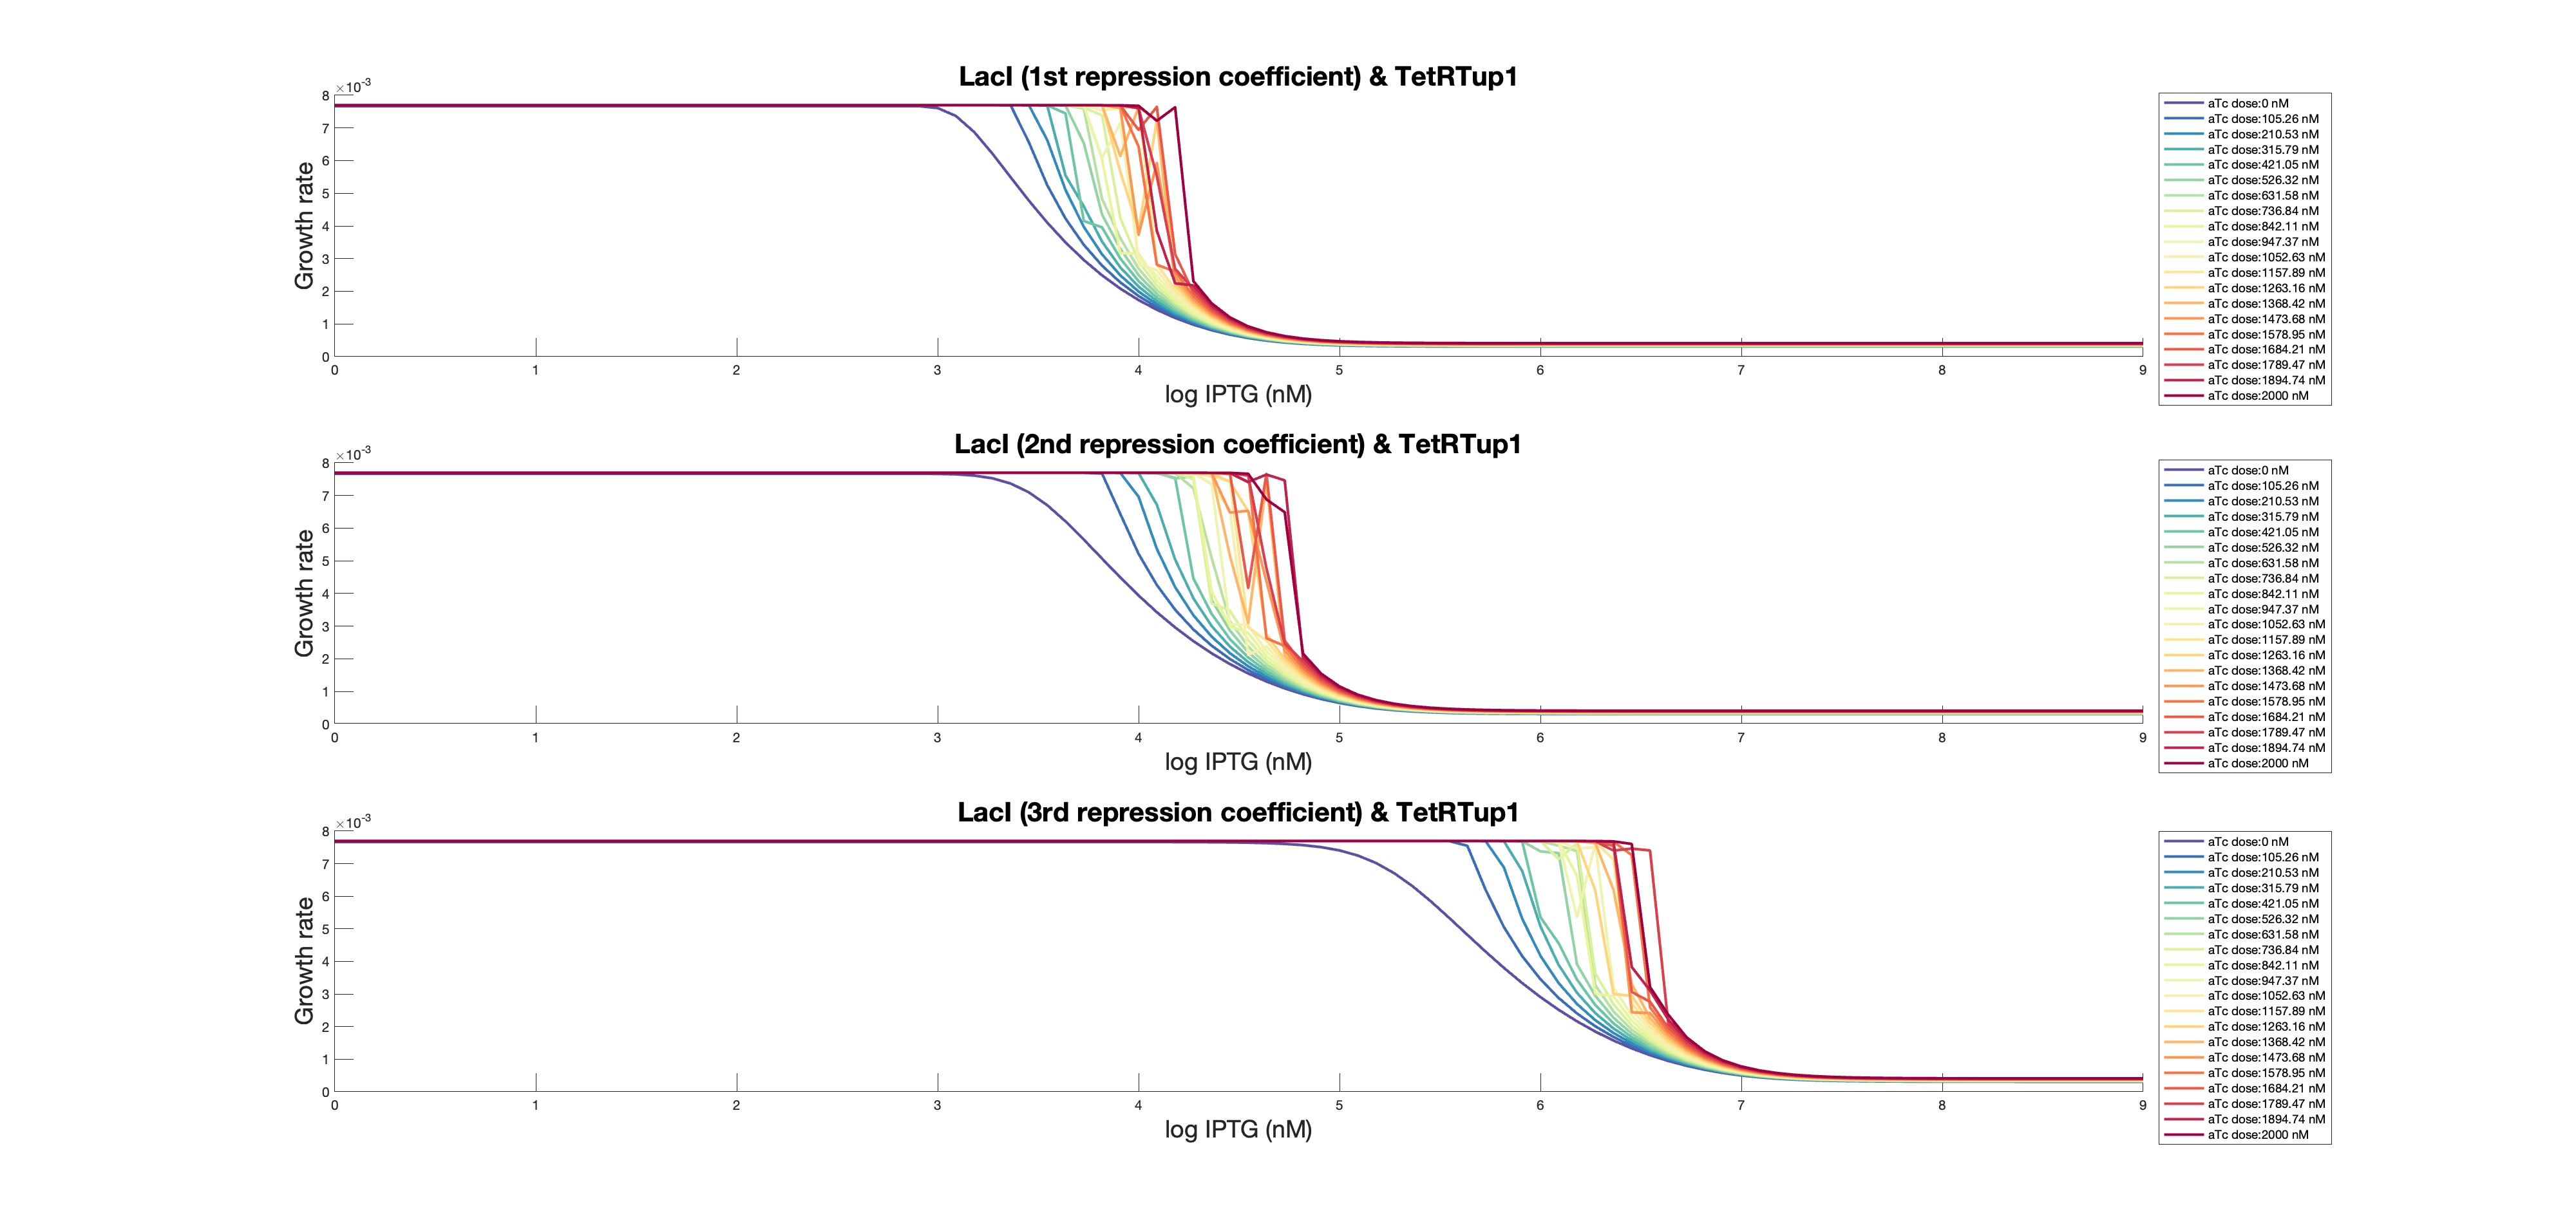 LacI (1st repression coefficient) & TetRTup1
×10-3
8
7
6
5
4
3
2
1
0
Growth rate
0 1 2 3 4 5 6 7 8 9
log IPTG (nM)
aTc dose:0 nM
aTc dose:105.26 nM
aTc dose:210.53 nM
aTc dose:315.79 nM
aTc dose:421.05 nM
aTc dose:526.32 nM
aTc dose:631.58 nM
aTc dose:736.84 nM
aTc dose:842.11 nM
aTc dose:947.37 nM
aTc dose:1052.63 nM
aTc dose:1157.89 nM
aTc dose:1263.16 nM
aTc dose:1368.42 nM
aTc dose:1473.68 nM
aTc dose:1578.95 nM
aTc dose:1684.21 nM
aTc dose:1789.47 nM
aTc dose:1894.74 nM
aTc dose:2000 nM
LacI (2nd repression coefficient) & TetRTup1
×10-3
8
7
6
5
4
3
2
1
0
Growth rate
0 1 2 3 4 5 6 7 8 9
log IPTG (nM)
aTc dose:0 nM
aTc dose:105.26 nM
aTc dose:210.53 nM
aTc dose:315.79 nM
aTc dose:421.05 nM
aTc dose:526.32 nM
aTc dose:631.58 nM
aTc dose:736.84 nM
aTc dose:842.11 nM
aTc dose:947.37 nM
aTc dose:1052.63 nM
aTc dose:1157.89 nM
aTc dose:1263.16 nM
aTc dose:1368.42 nM
aTc dose:1473.68 nM
aTc dose:1578.95 nM
aTc dose:1684.21 nM
aTc dose:1789.47 nM
aTc dose:1894.74 nM
aTc dose:2000 nM
LacI (3rd repression coefficient) & TetRTup1
×10-3
8
7
6
5
4
3
2
1
0
Growth rate
0 1 2 3 4 5 6 7 8 9
log IPTG (nM)
aTc dose:0 nM
aTc dose:105.26 nM
aTc dose:210.53 nM
aTc dose:315.79 nM
aTc dose:421.05 nM
aTc dose:526.32 nM
aTc dose:631.58 nM
aTc dose:736.84 nM
aTc dose:842.11 nM
aTc dose:947.37 nM
aTc dose:1052.63 nM
aTc dose:1157.89 nM
aTc dose:1263.16 nM
aTc dose:1368.42 nM
aTc dose:1473.68 nM
aTc dose:1578.95 nM
aTc dose:1684.21 nM
aTc dose:1789.47 nM
aTc dose:1894.74 nM
aTc dose:2000 nM